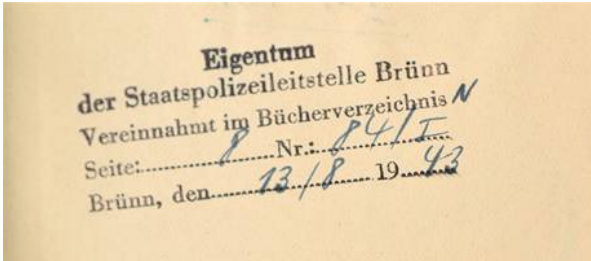 Eigentum
der Staatspolizeileitstelle Brünn
Vereinnahmt im Bücherverzeichnis N
Seite: 8 Nr.: 84/I
Brünn, den 13/8 1943